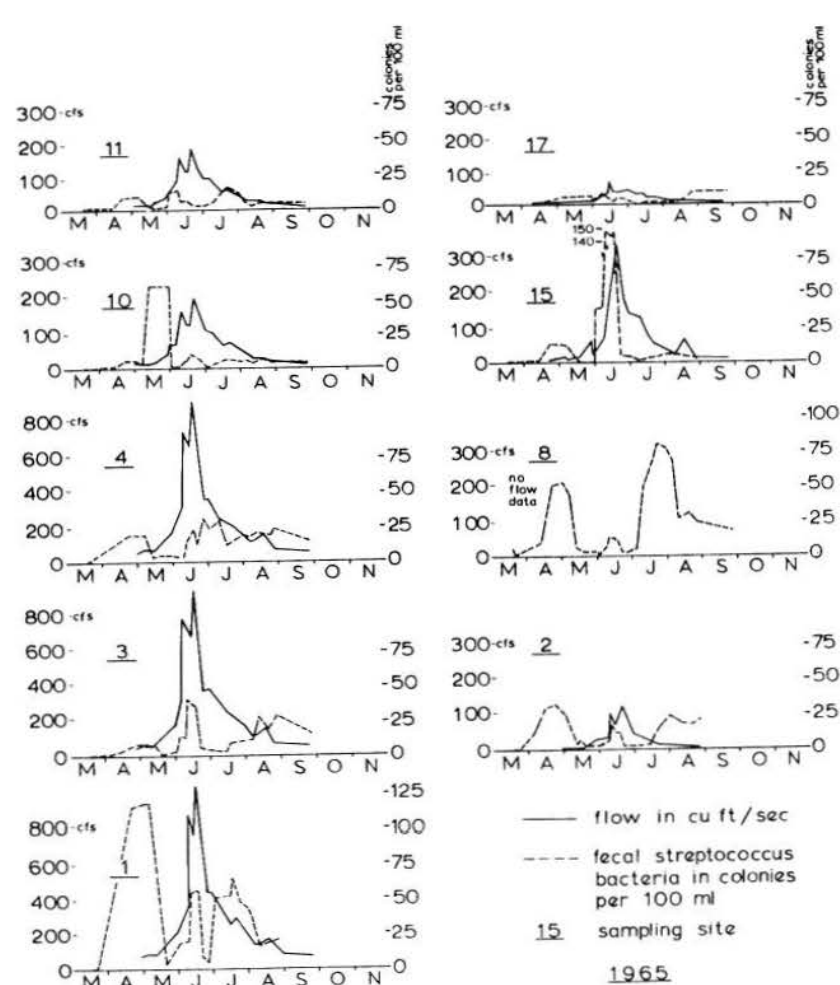 colonies
per 100 ml
300-cfs
200-
100-
0
-75
-50
-25
-0
11
M A M J J A S O N
colonies
per 100 ml
300-cfs
200-
100-
0
-75
-50
-25
-0
17
M A M J J A S O N
300-cfs
200-
100-
0
-75
-50
-25
-0
10
M A M J J A S O N
150-
140-
300-cfs
200-
100-
0
-75
-50
-25
-0
15
M A M J J A S O N
800-cfs
600-
400-
200
0
-75
-50
-25
-0
4
M A M J J A S O N
-100
300-cfs
200-
100-
0
-75
-50
-25
-0
8
no
flow
data
M A M J J A S O N
800-cfs
600-
400-
200-
0
-75
-50
-25
-0
3
M A M J J A S O N
300-cfs
200-
100-
0
-75
-50
-25
-0
2
M A M J J A S O N
800-cfs
600-
400-
200-
0
-125
-100
-75
-50
-25
-0
1
M A M J J A S O N
flow in cu ft/sec
fecal streptococcus
bacteria in colonies
per 100 ml
15 sampling site
1965